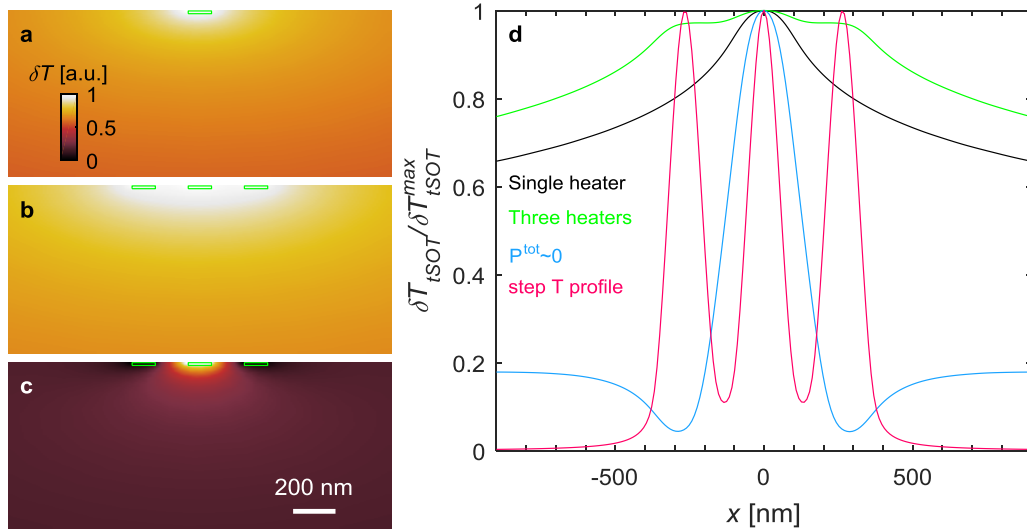 a
δT [a.u.]
1
0.5
0
b
c
200 nm
d
δT_tSOT/δT_tSOT^max
1
0.8
0.6
0.4
0.2
0
Single heater
Three heaters
P^tot~0
step T profile
-500
0
500
x [nm]